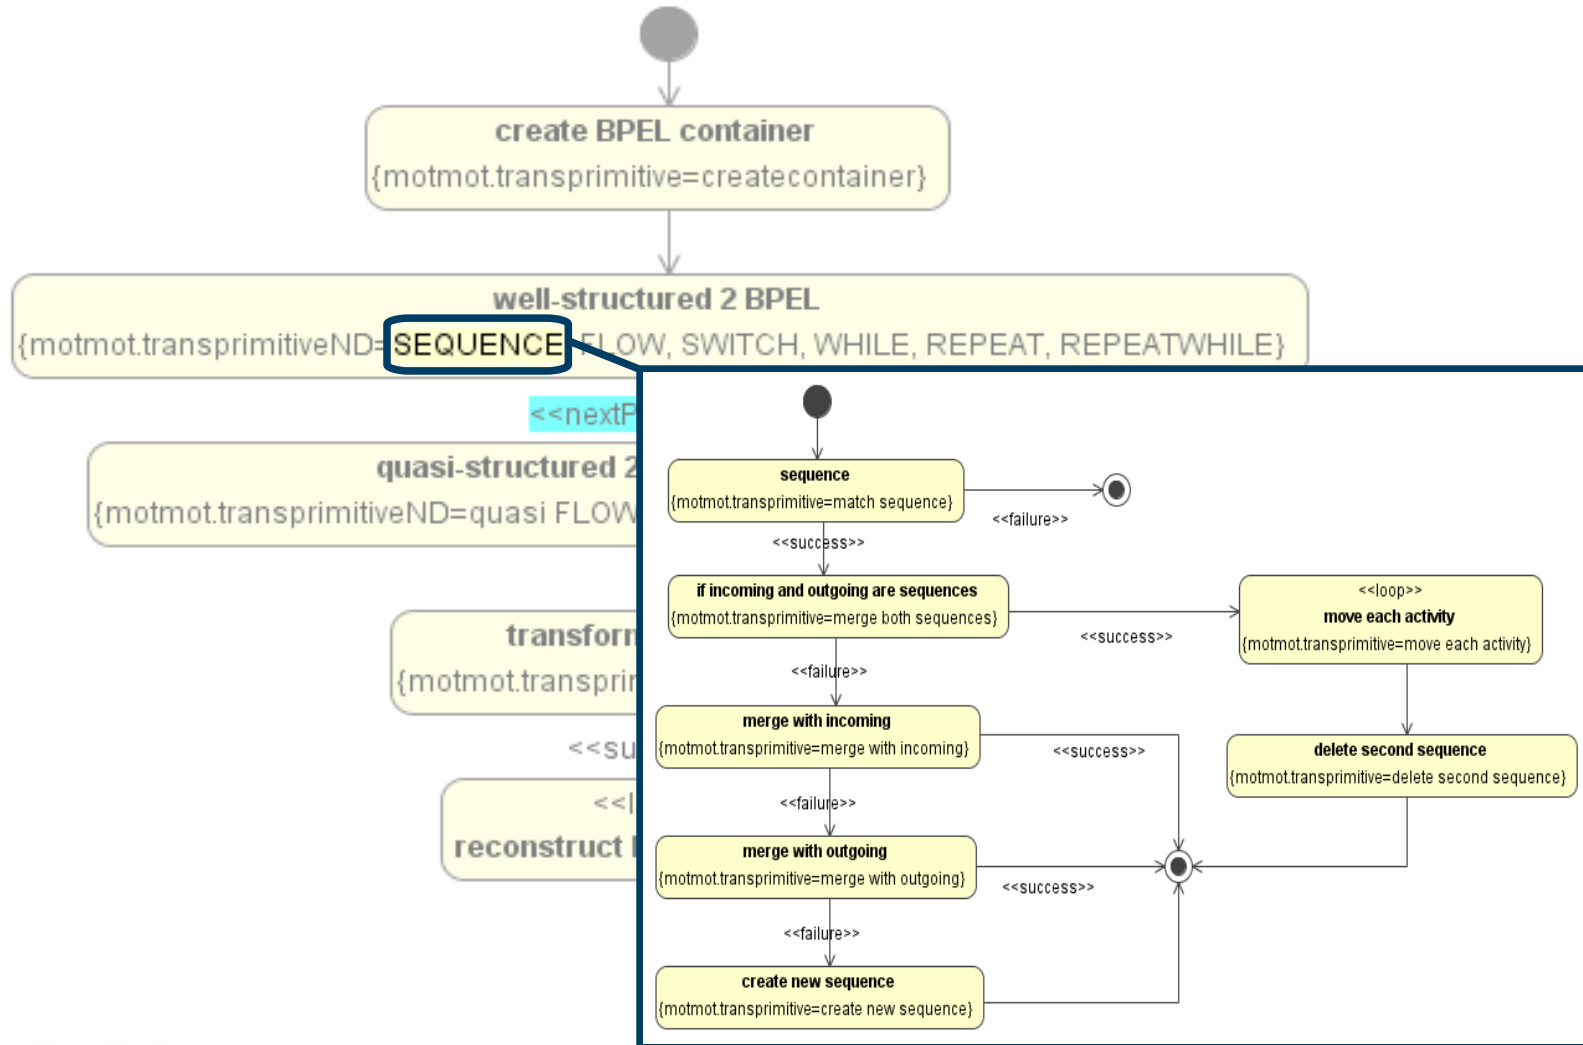 create BPEL container
{motmot.transprimitive=createcontainer}
well-structured 2 BPEL
{motmot.transprimitiveND=SEQUENCE, FLOW, SWITCH, WHILE, REPEAT, REPEATWHILE}
<<nextP
quasi-structured 2
{motmot.transprimitiveND=quasi FLOW
transform
{motmot.transprim
<<su
<<l
reconstruct
sequence
{motmot.transprimitive=match sequence}
<<failure>>
<<success>>
if incoming and outgoing are sequences
{motmot.transprimitive=merge both sequences}
<<success>>
<<loop>>
move each activity
{motmot.transprimitive=move each activity}
<<failure>>
merge with incoming
{motmot.transprimitive=merge with incoming}
<<success>>
delete second sequence
{motmot.transprimitive=delete second sequence}
<<failure>>
merge with outgoing
{motmot.transprimitive=merge with outgoing}
<<success>>
<<failure>>
create new sequence
{motmot.transprimitive=create new sequence}